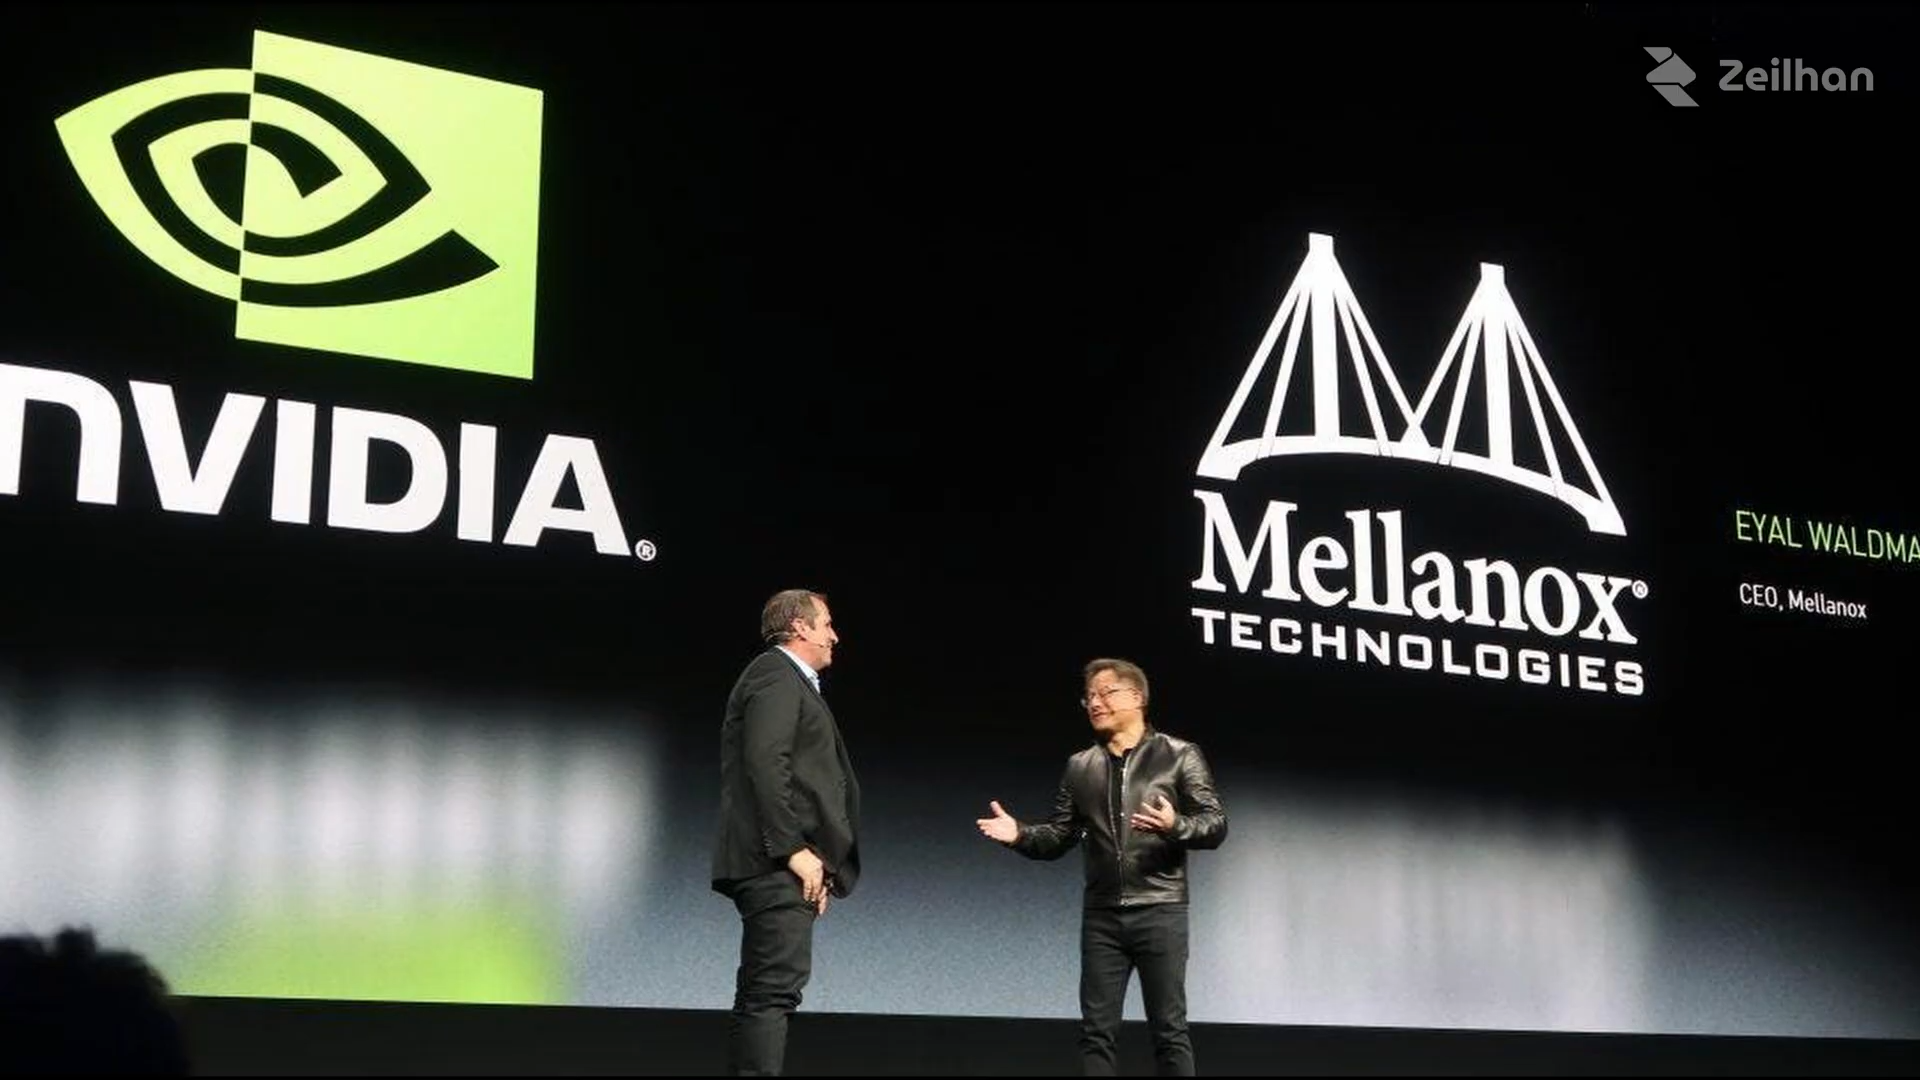 Zeilhan
nVIDIA®
Mellanox®
TECHNOLOGIES
EYAL WALDMA
CEO, Mellanox